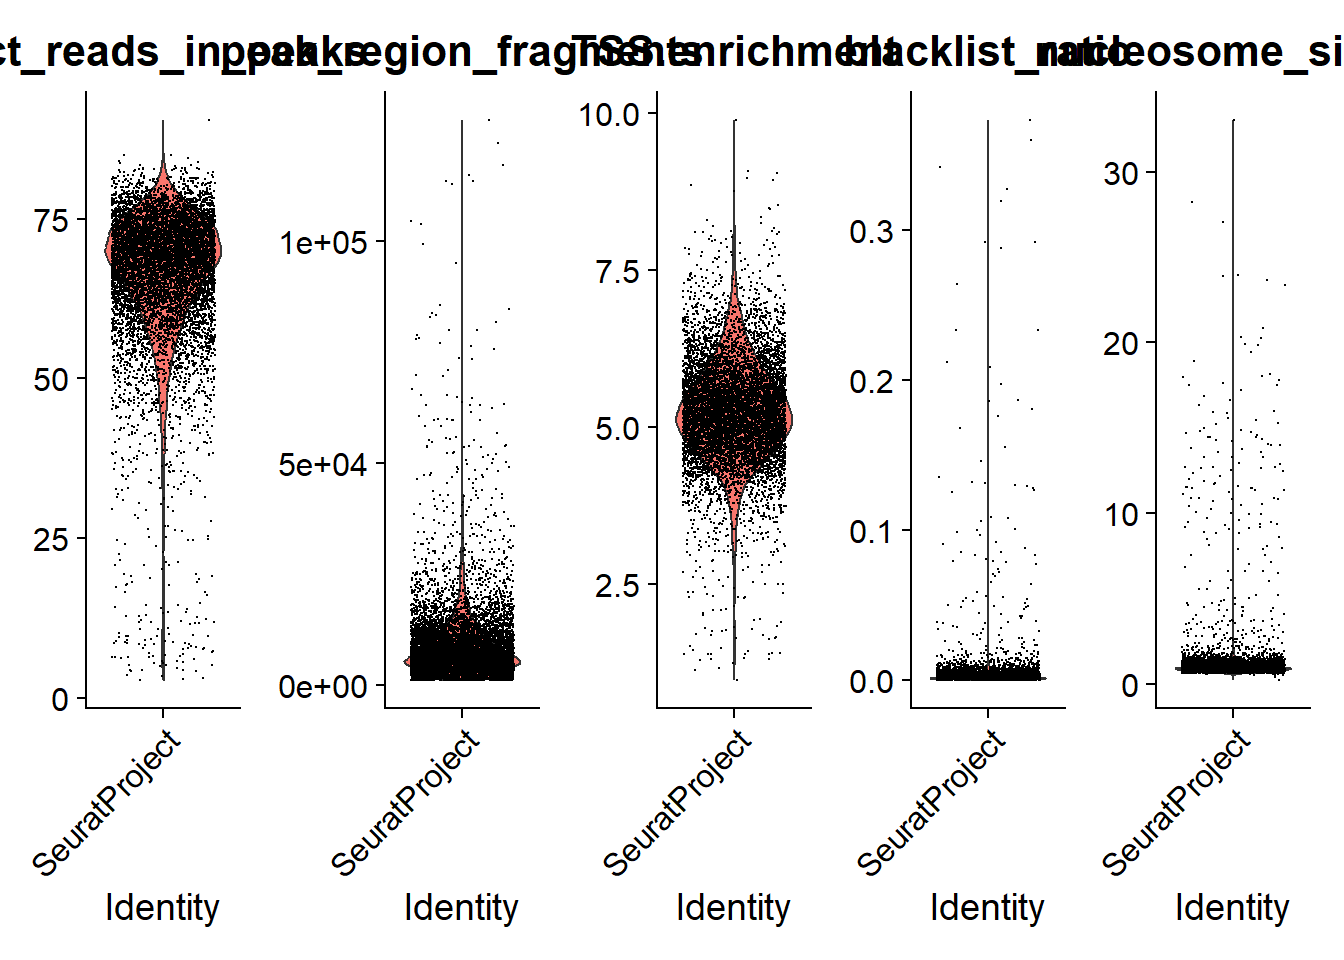 ct_reads_in_peaks
peak_region_fragments
TSS.enrichment
blacklist_ratio
nucleosome_si
75
50
25
0
1e+05
5e+04
0e+00
10.0
7.5
5.0
2.5
0.3
0.2
0.1
0.0
30
20
10
0
SeuratProject
SeuratProject
SeuratProject
SeuratProject
SeuratProject
Identity
Identity
Identity
Identity
Identity